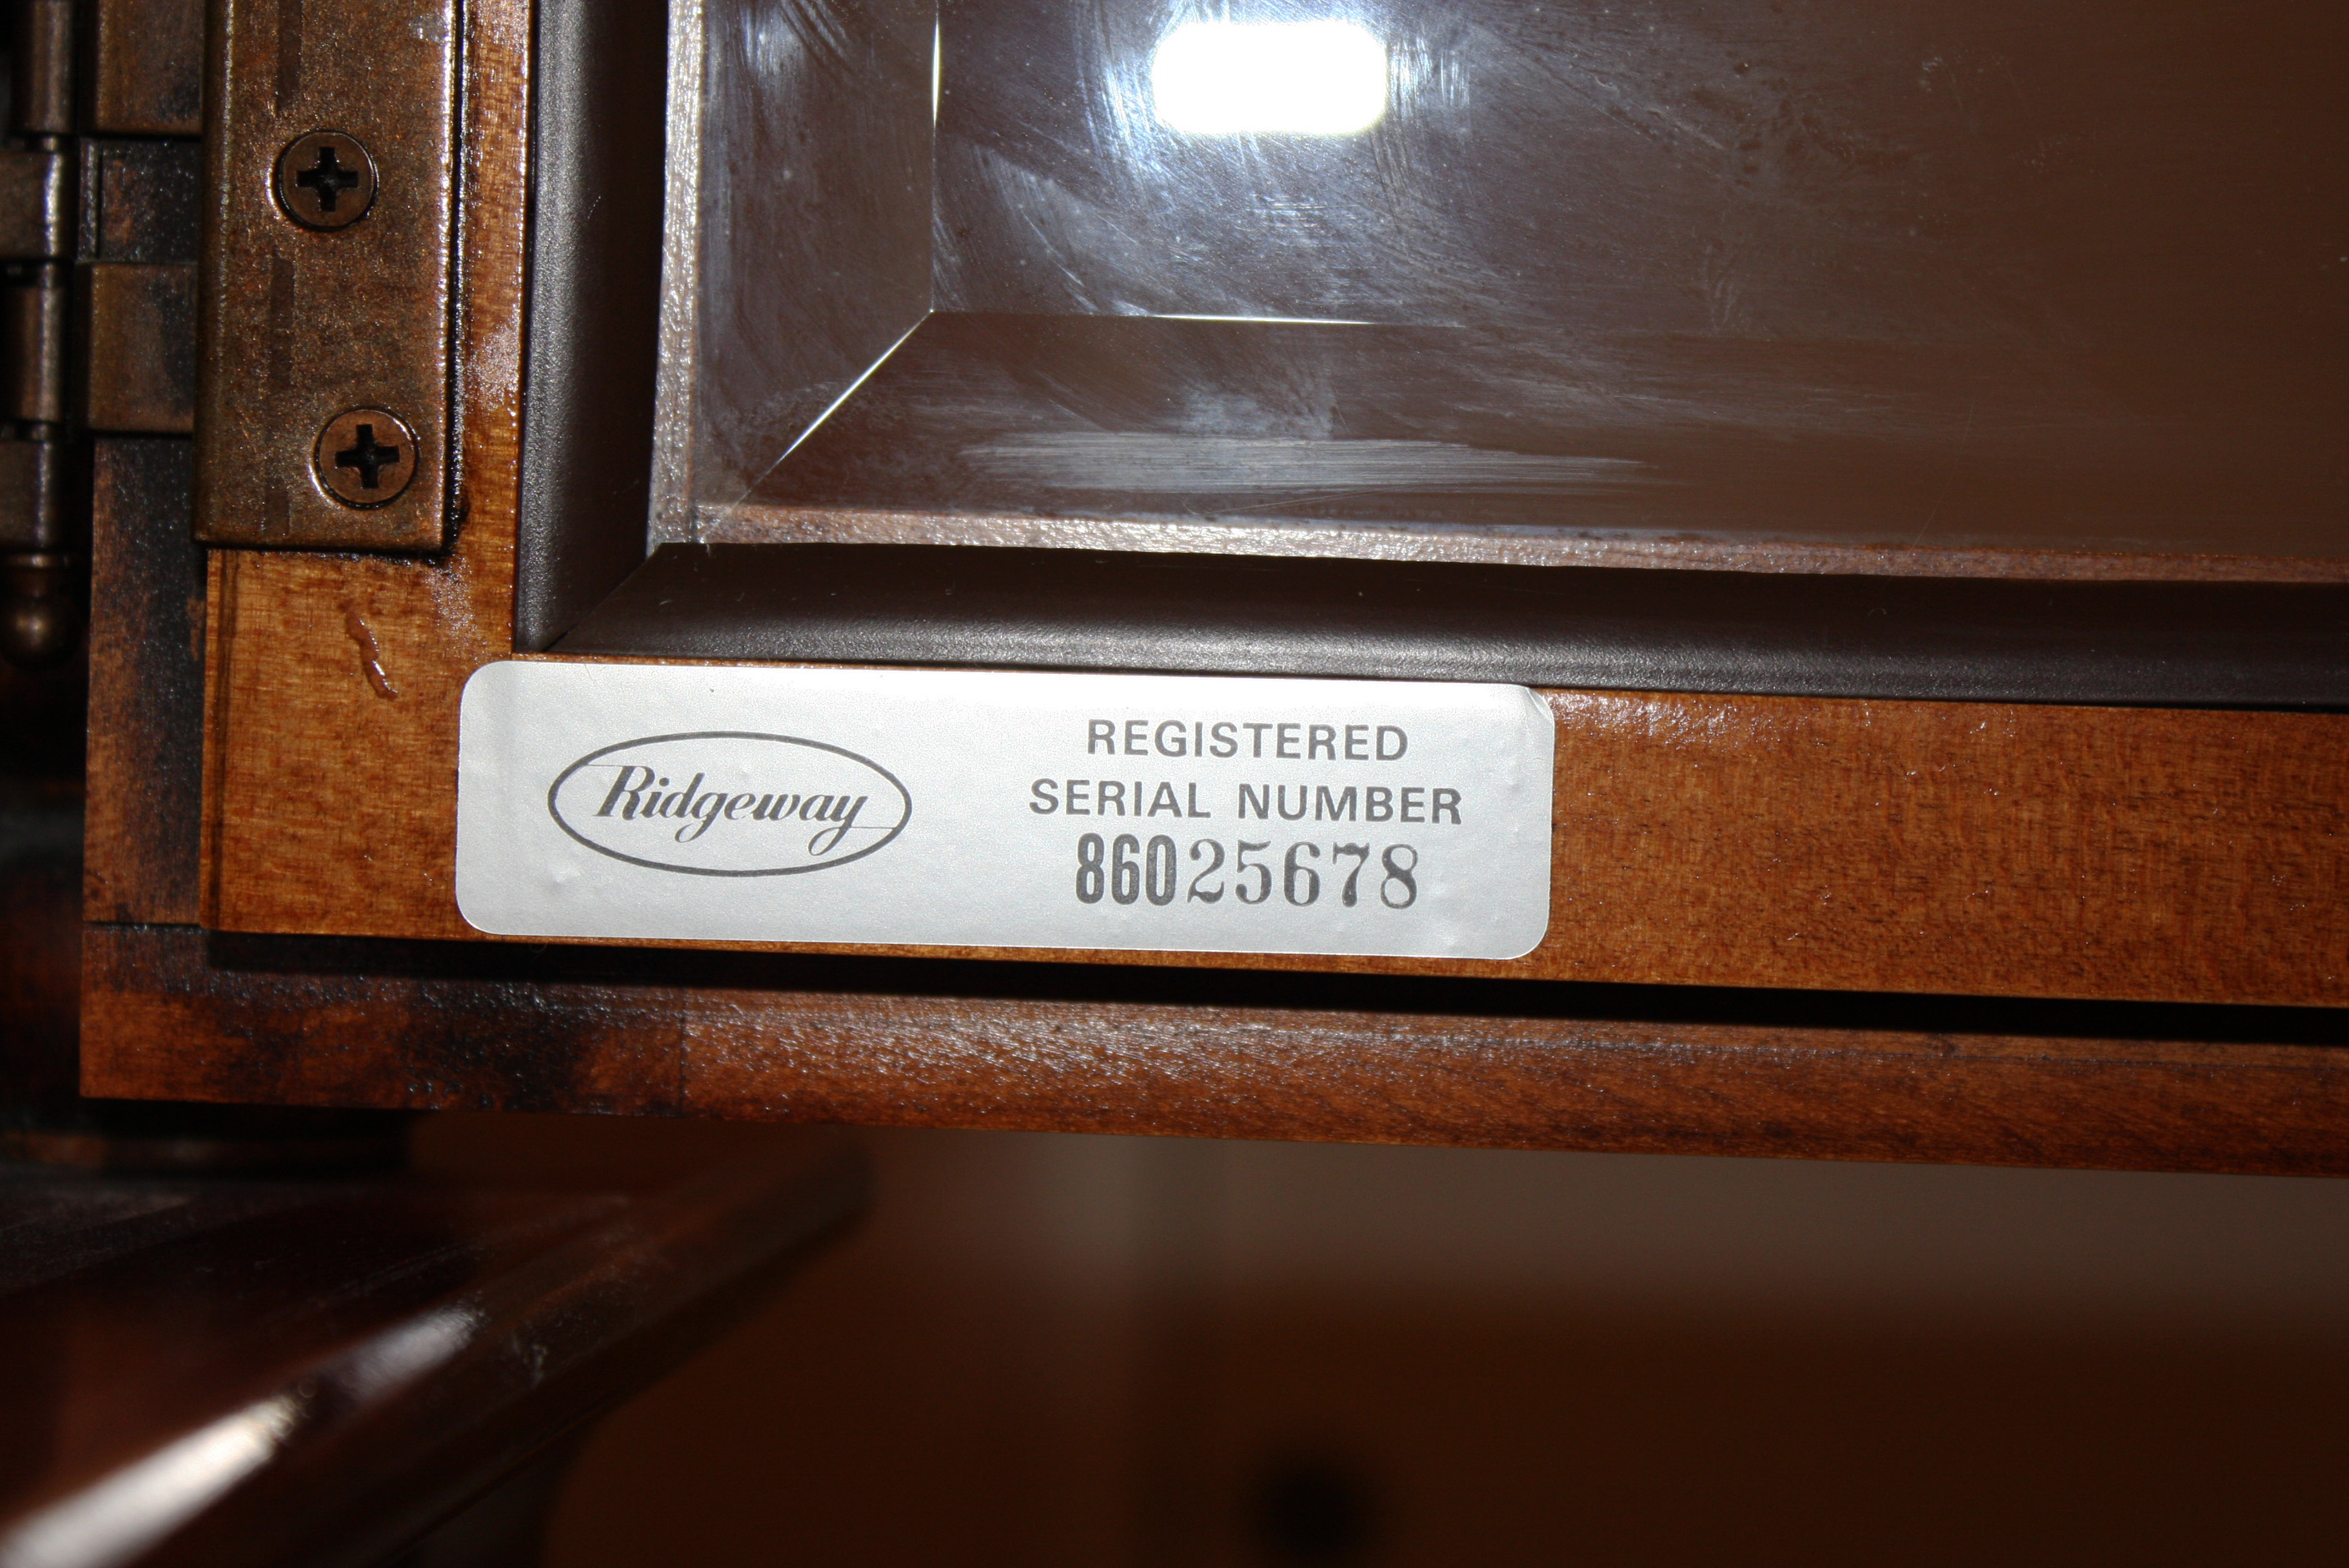 Ridgeway
REGISTERED
SERIAL NUMBER
86025678